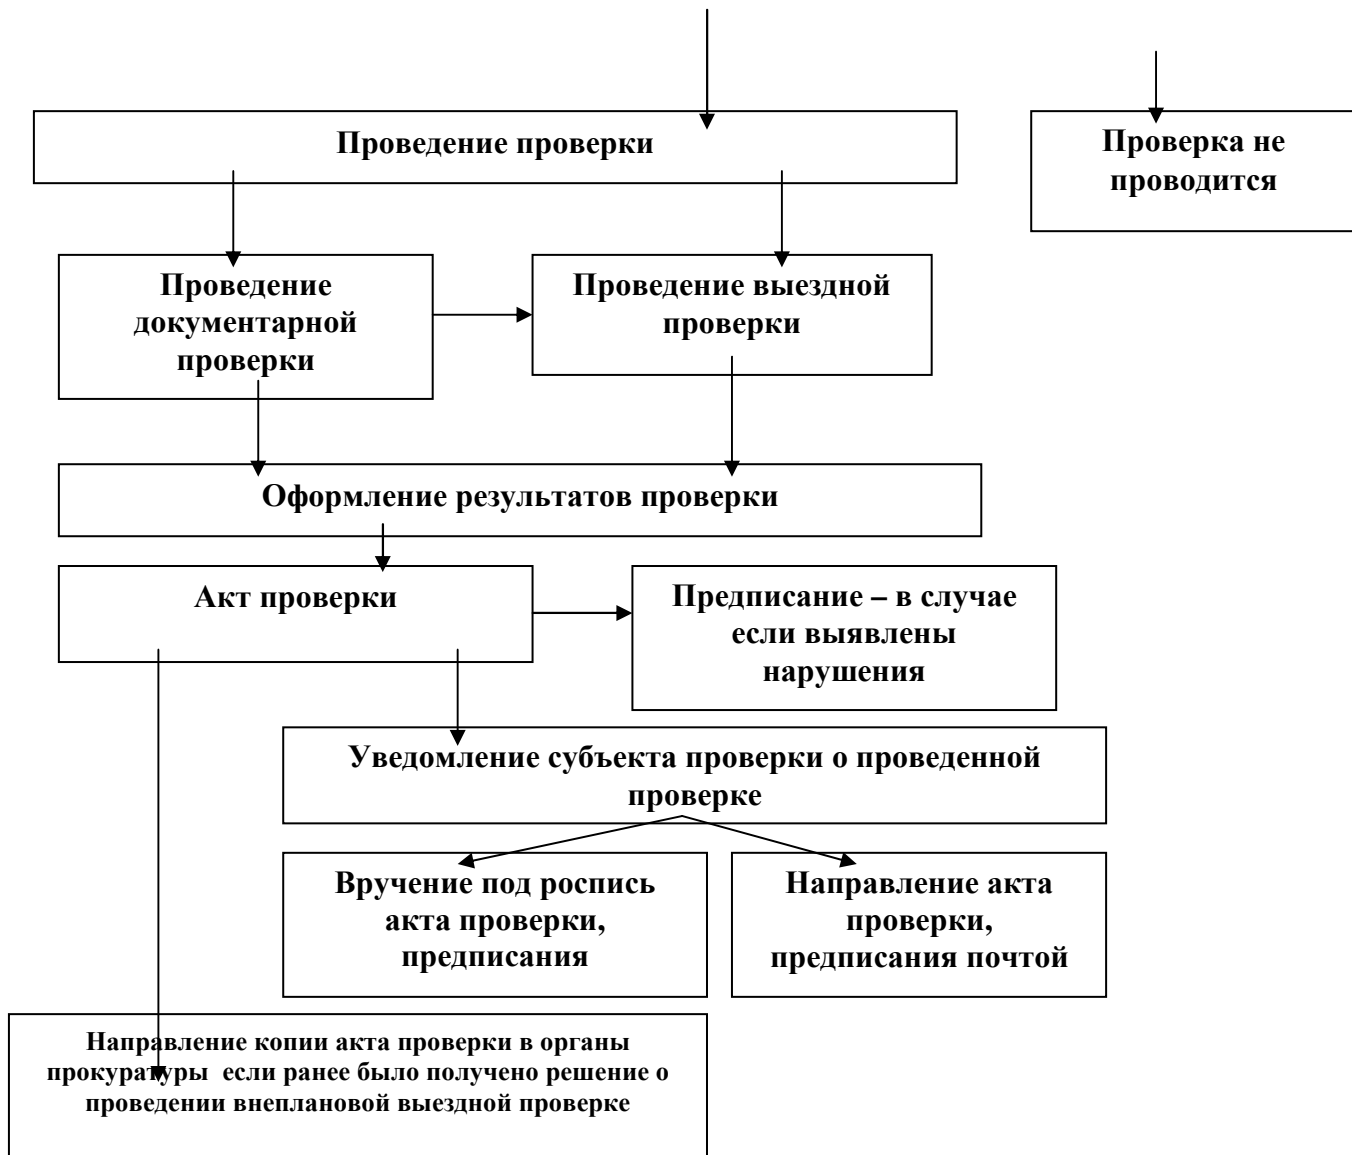 Проведение проверки
Проверка не
проводится
Проведение
документарной
проверки
Проведение выездной
проверки
Оформление результатов проверки
Акт проверки
Предписание – в случае
если выявлены
нарушения
Уведомление субъекта проверки о проведенной
проверке
Вручение под роспись
акта проверки,
предписания
Направление акта
проверки,
предписания почтой
Направление копии акта проверки в органы
прокуратуры  если ранее было получено решение о
проведении внеплановой выездной проверке